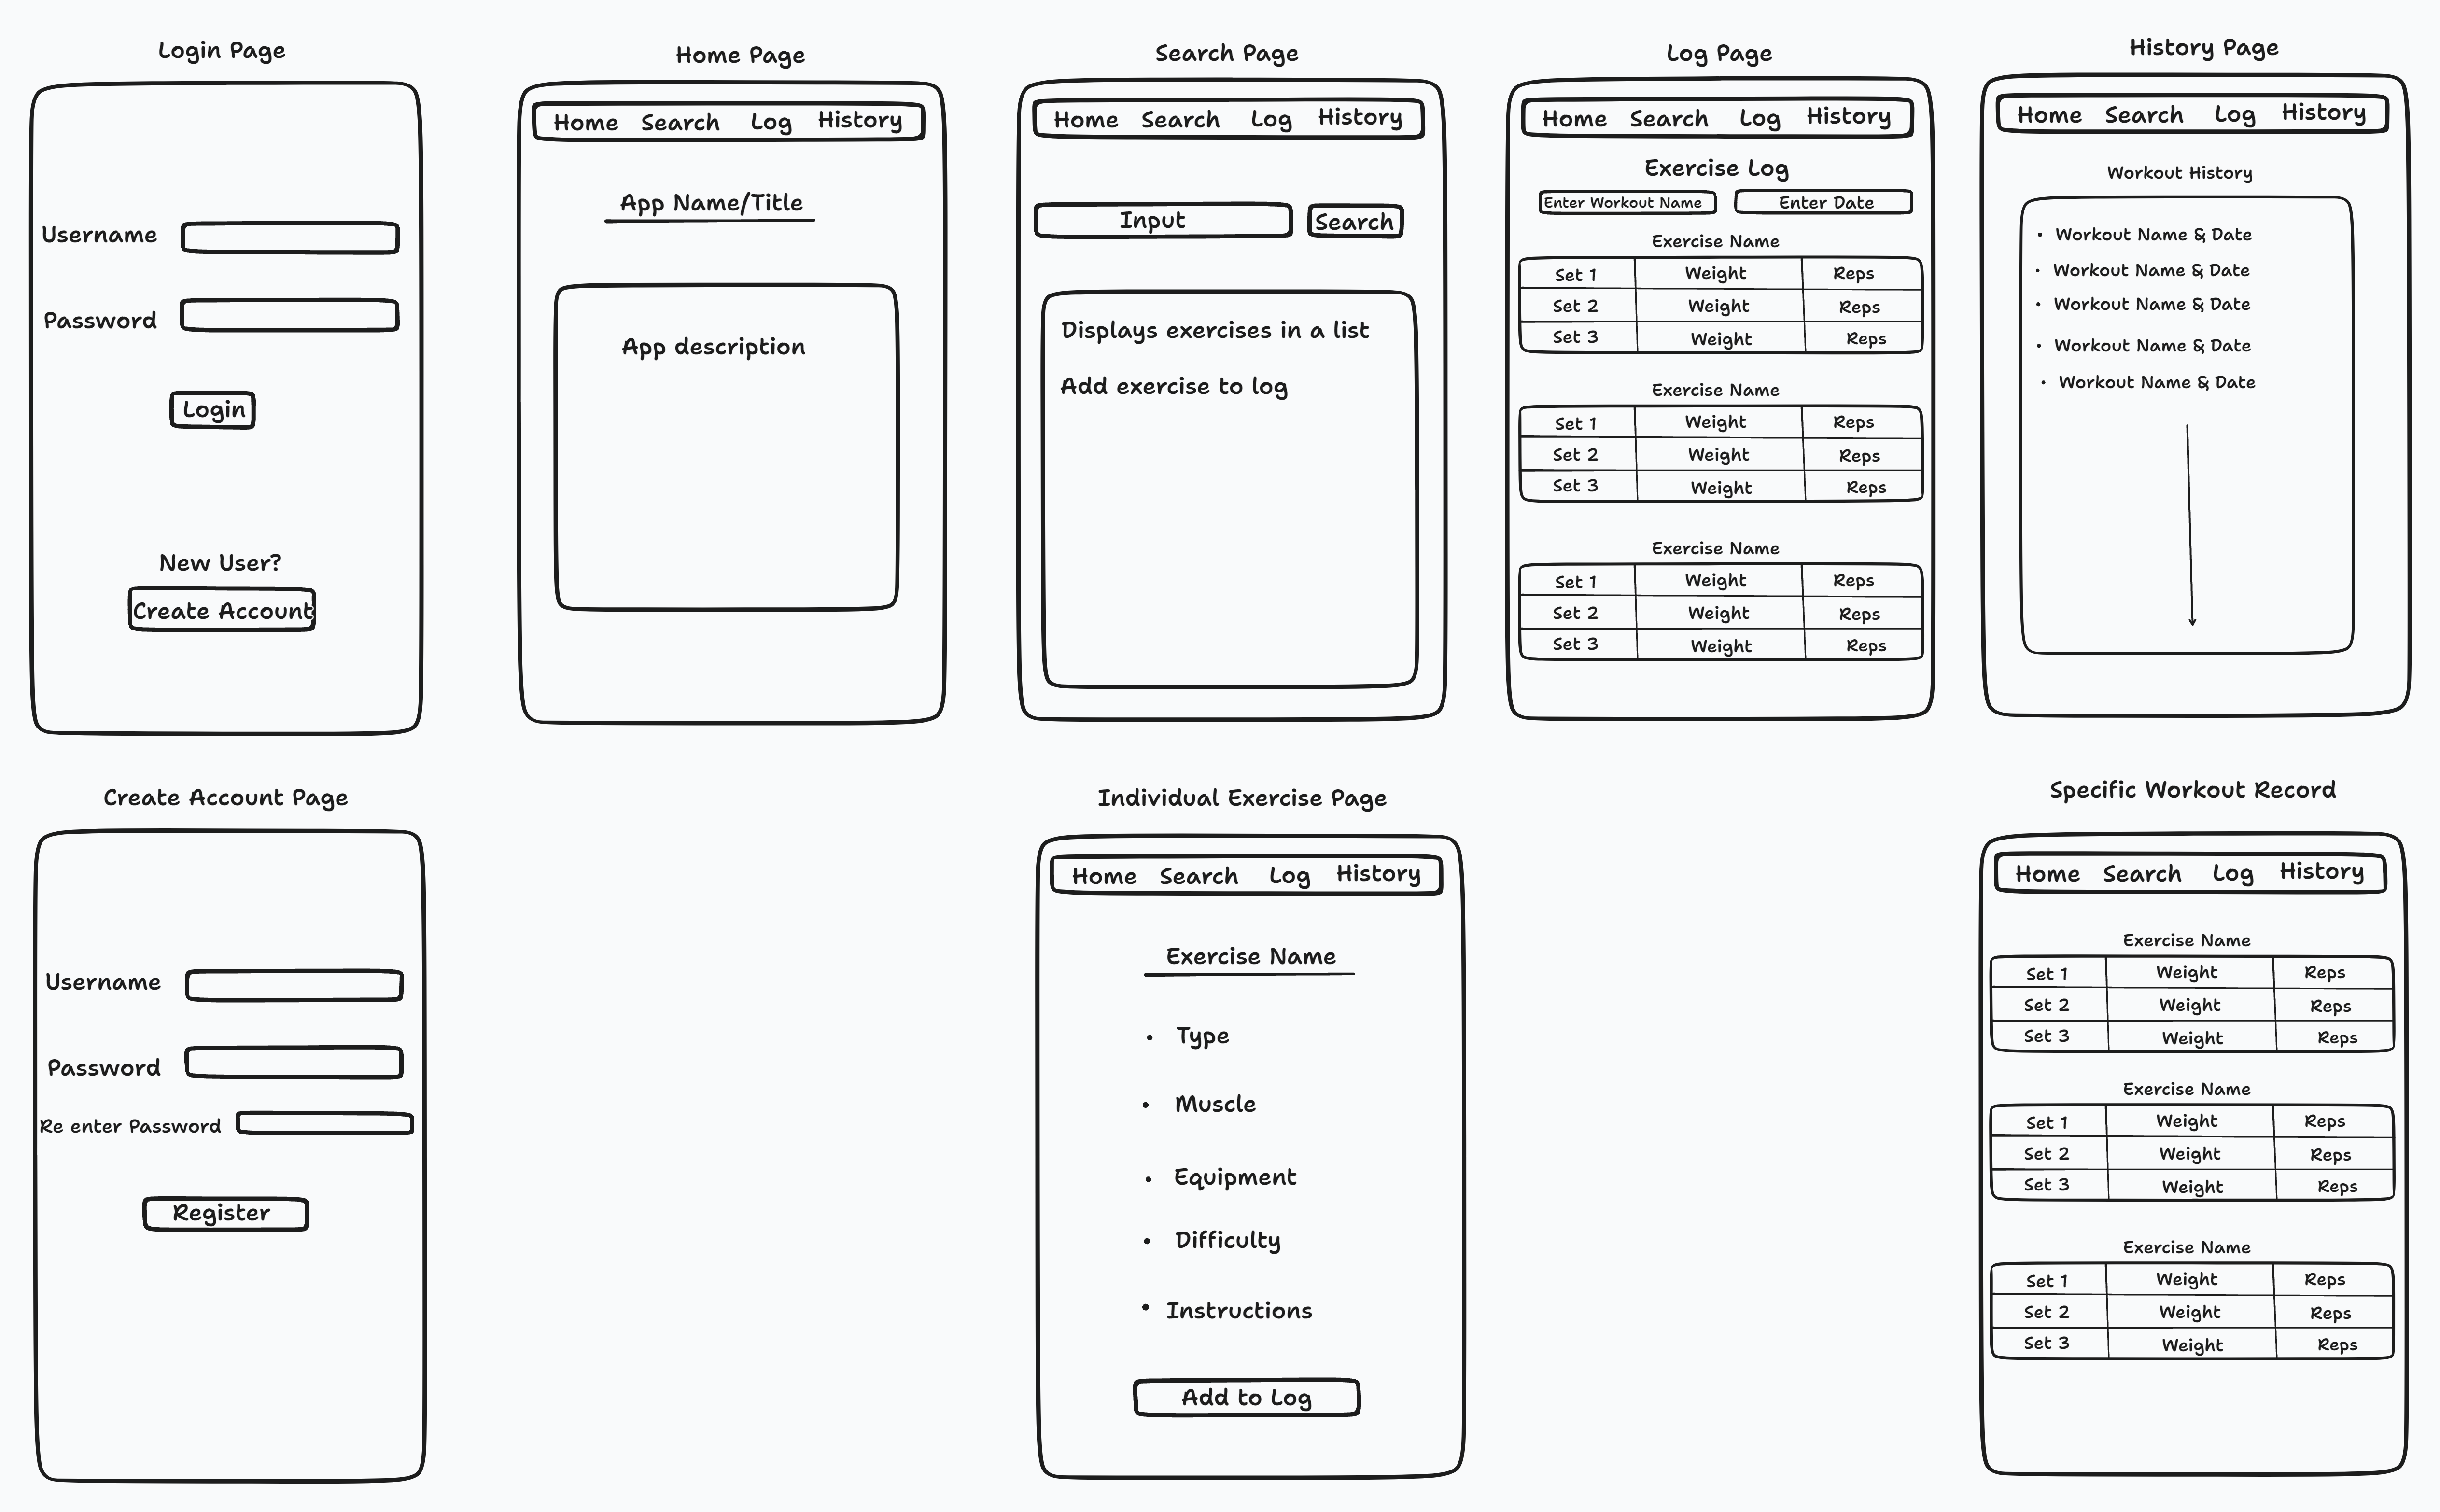 Login Page
Username
Password
Login
New User?
Create Account
Home Page
Home Search Log History
App Name/Title
App description
Search Page
Home Search Log History
Input Search
Displays exercises in a list
Add exercise to log
Log Page
Home Search Log History
Exercise Log
Enter Workout Name Enter Date
Exercise Name
Set 1 Weight Reps
Set 2 Weight Reps
Set 3 Weight Reps
Exercise Name
Set 1 Weight Reps
Set 2 Weight Reps
Set 3 Weight Reps
Exercise Name
Set 1 Weight Reps
Set 2 Weight Reps
Set 3 Weight Reps
History Page
Home Search Log History
Workout History
• Workout Name & Date
• Workout Name & Date
• Workout Name & Date
• Workout Name & Date
• Workout Name & Date
Create Account Page
Username
Password
Re enter Password
Register
Individual Exercise Page
Home Search Log History
Exercise Name
• Type
• Muscle
• Equipment
• Difficulty
• Instructions
Add to Log
Specific Workout Record
Home Search Log History
Exercise Name
Set 1 Weight Reps
Set 2 Weight Reps
Set 3 Weight Reps
Exercise Name
Set 1 Weight Reps
Set 2 Weight Reps
Set 3 Weight Reps
Exercise Name
Set 1 Weight Reps
Set 2 Weight Reps
Set 3 Weight Reps